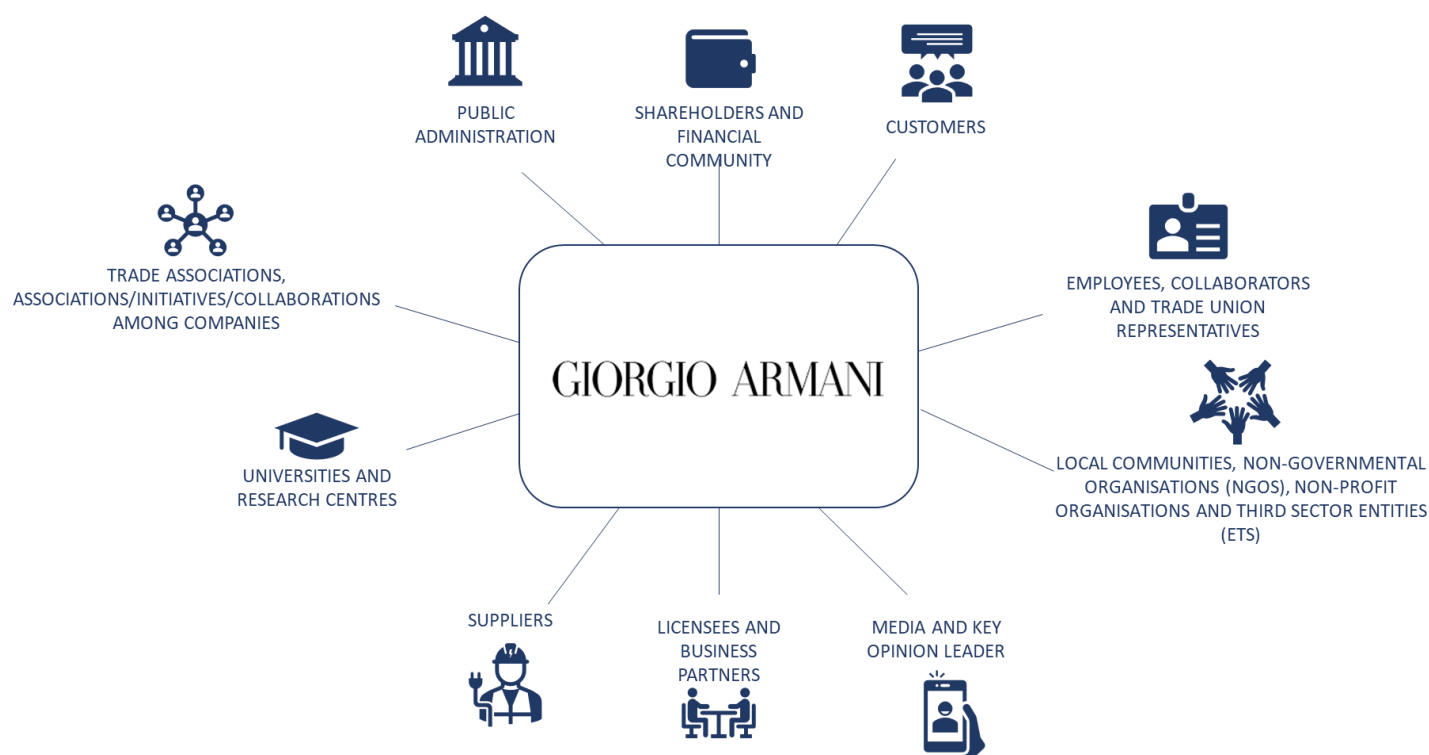 PUBLIC
ADMINISTRATION
SHAREHOLDERS AND
FINANCIAL
COMMUNITY
CUSTOMERS
TRADE ASSOCIATIONS,
ASSOCIATIONS/INITIATIVES/COLLABORATIONS
AMONG COMPANIES
EMPLOYEES, COLLABORATORS
AND TRADE UNION
REPRESENTATIVES
GIORGIO ARMANI
UNIVERSITIES AND
RESEARCH CENTRES
LOCAL COMMUNITIES, NON-GOVERNMENTAL
ORGANISATIONS (NGOS), NON-PROFIT
ORGANISATIONS AND THIRD SECTOR ENTITIES
(ETS)
SUPPLIERS
LICENSEES AND
BUSINESS
PARTNERS
MEDIA AND KEY
OPINION LEADER